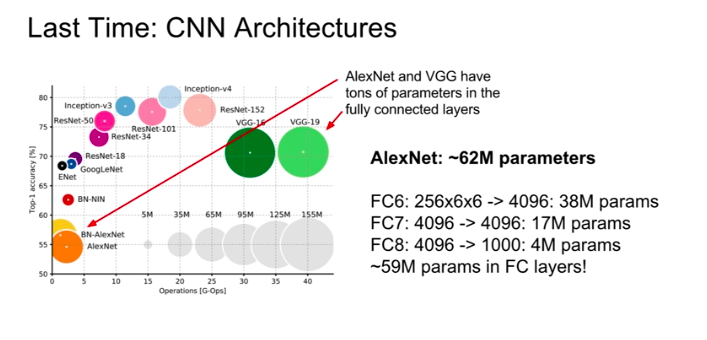 Last Time: CNN Architectures
AlexNet and VGG have
tons of parameters in the
fully connected layers
AlexNet: ~62M parameters
FC6: 256x6x6 -> 4096: 38M params
FC7: 4096 -> 4096: 17M params
FC8: 4096 -> 1000: 4M params
~59M params in FC layers!
Top-1 accuracy [%]
80
75
70
65
60
55
50
Inception-v4
Inception-v3
ResNet-152
ResNet-50
VGG-16
VGG-19
ResNet-101
ResNet-34
ResNet-18
GoogLeNet
ENet
BN-NIN
5M
35M
65M
95M
125M
155M
BN-AlexNet
AlexNet
0
5
10
15
20
25
30
35
40
Operations [G-Ops]